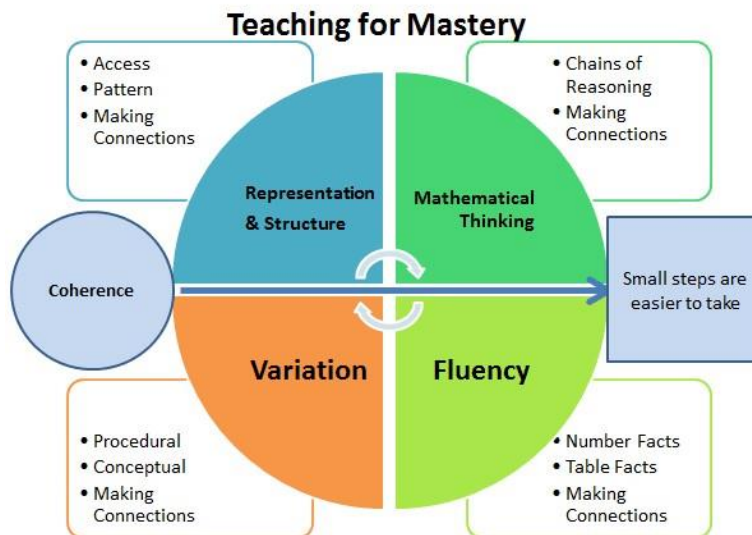 Teaching for Mastery
• Access
• Pattern
• Making
Connections
• Chains of
Reasoning
• Making
Connections
Representation
& Structure
Mathematical
Thinking
Coherence
Small steps are
easier to take
Variation
Fluency
• Procedural
• Conceptual
• Making
Connections
• Number Facts
• Table Facts
• Making
Connections